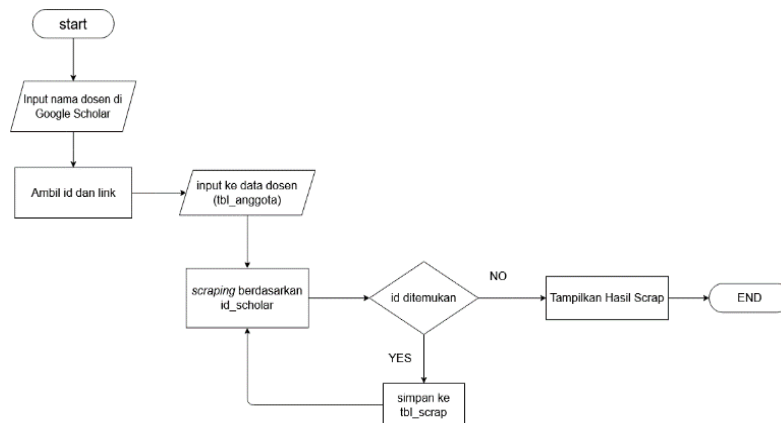 start
Input nama dosen di
Google Scholar
Ambil id dan link
input ke data dosen
(tbl_anggota)
scraping berdasarkan
id_scholar
id ditemukan
NO
Tampilkan Hasil Scrap
END
YES
simpan ke
tbl_scrap